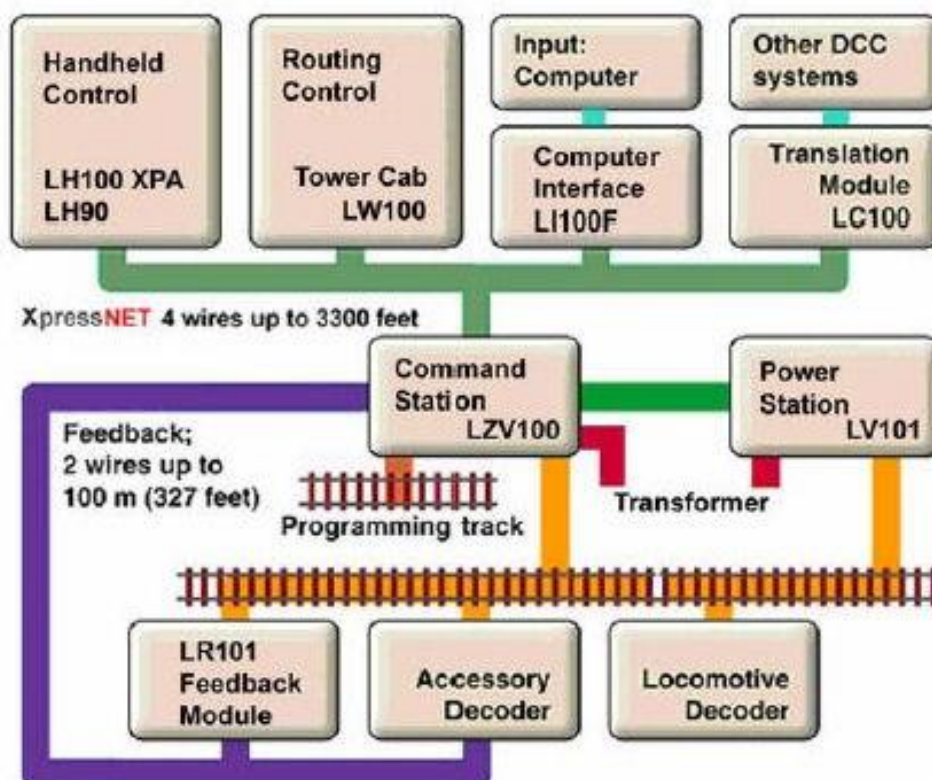 Handheld
Control
LH100 XPA
LH90
Routing
Control
Tower Cab
LW100
Input:
Computer
Computer
Interface
LI100F
Other DCC
systems
Translation
Module
LC100
XpressNET 4 wires up to 3300 feet
Command
Station
LZV100
Power
Station
LV101
Feedback;
2 wires up to
100 m (327 feet)
Programming track
Transformer
LR101
Feedback
Module
Accessory
Decoder
Locomotive
Decoder